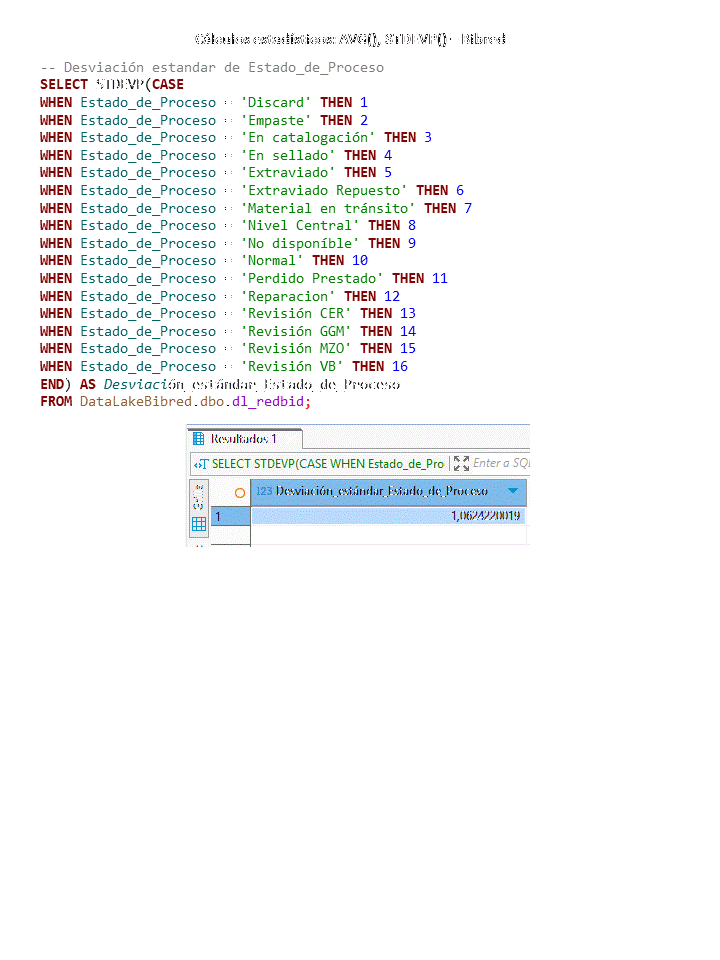 Cálculos estadísticos: AVG(), STDEVP() - Bibred
-- Desviación estandar de Estado_de_Proceso
SELECT STDEVP(CASE
WHEN Estado_de_Proceso = 'Discard' THEN 1
WHEN Estado_de_Proceso = 'Empaste' THEN 2
WHEN Estado_de_Proceso = 'En catalogación' THEN 3
WHEN Estado_de_Proceso = 'En sellado' THEN 4
WHEN Estado_de_Proceso = 'Extraviado' THEN 5
WHEN Estado_de_Proceso = 'Extraviado Repuesto' THEN 6
WHEN Estado_de_Proceso = 'Material en tránsito' THEN 7
WHEN Estado_de_Proceso = 'Nivel Central' THEN 8
WHEN Estado_de_Proceso = 'No disponíble' THEN 9
WHEN Estado_de_Proceso = 'Normal' THEN 10
WHEN Estado_de_Proceso = 'Perdido Prestado' THEN 11
WHEN Estado_de_Proceso = 'Reparacion' THEN 12
WHEN Estado_de_Proceso = 'Revisión CER' THEN 13
WHEN Estado_de_Proceso = 'Revisión GGM' THEN 14
WHEN Estado_de_Proceso = 'Revisión MZO' THEN 15
WHEN Estado_de_Proceso = 'Revisión VB' THEN 16
END) AS Desviación_estándar_Estado_de_Proceso
FROM DataLakeBibred.dbo.dl_redbid;
Resultados 1
SELECT STDEVP(CASE WHEN Estado_de_Pro Enter a SQL
123 Desviación_estándar_Estado_de_Proceso
1 1,0624220019